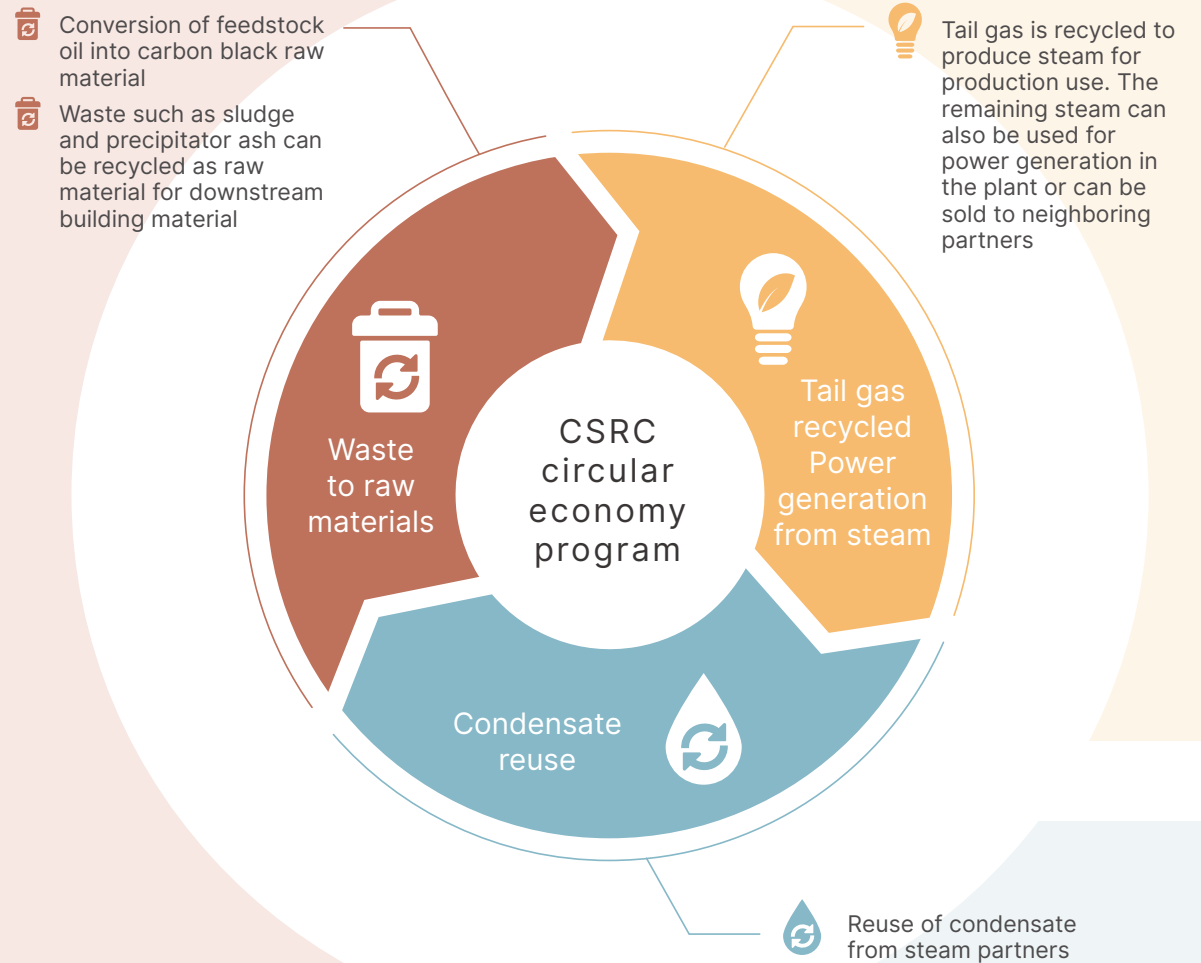 Conversion of feedstock
oil into carbon black raw
material
Waste such as sludge
and precipitator ash can
be recycled as raw
material for downstream
building material
Tail gas is recycled to
produce steam for
production use. The
remaining steam can
also be used for
power generation in
the plant or can be
sold to neighboring
partners
Waste
to raw
materials
CSRC
circular
economy
program
Tail gas
recycled
Power
generation
from steam
Condensate
reuse
Reuse of condensate
from steam partners